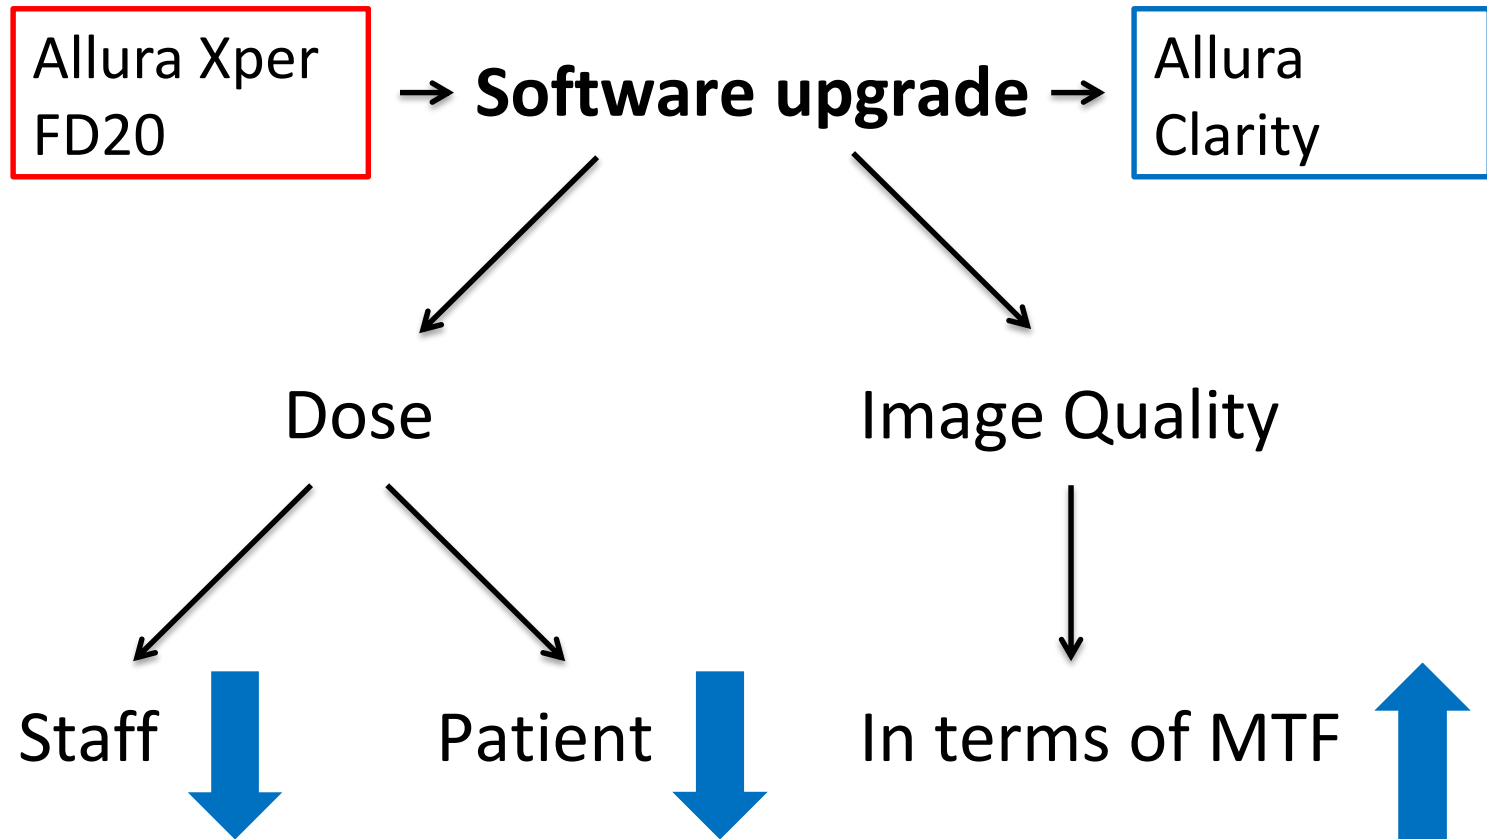 Allura Xper
FD20
Software upgrade
Allura
Clarity
Dose
Image Quality
Staff
Patient
In terms of MTF